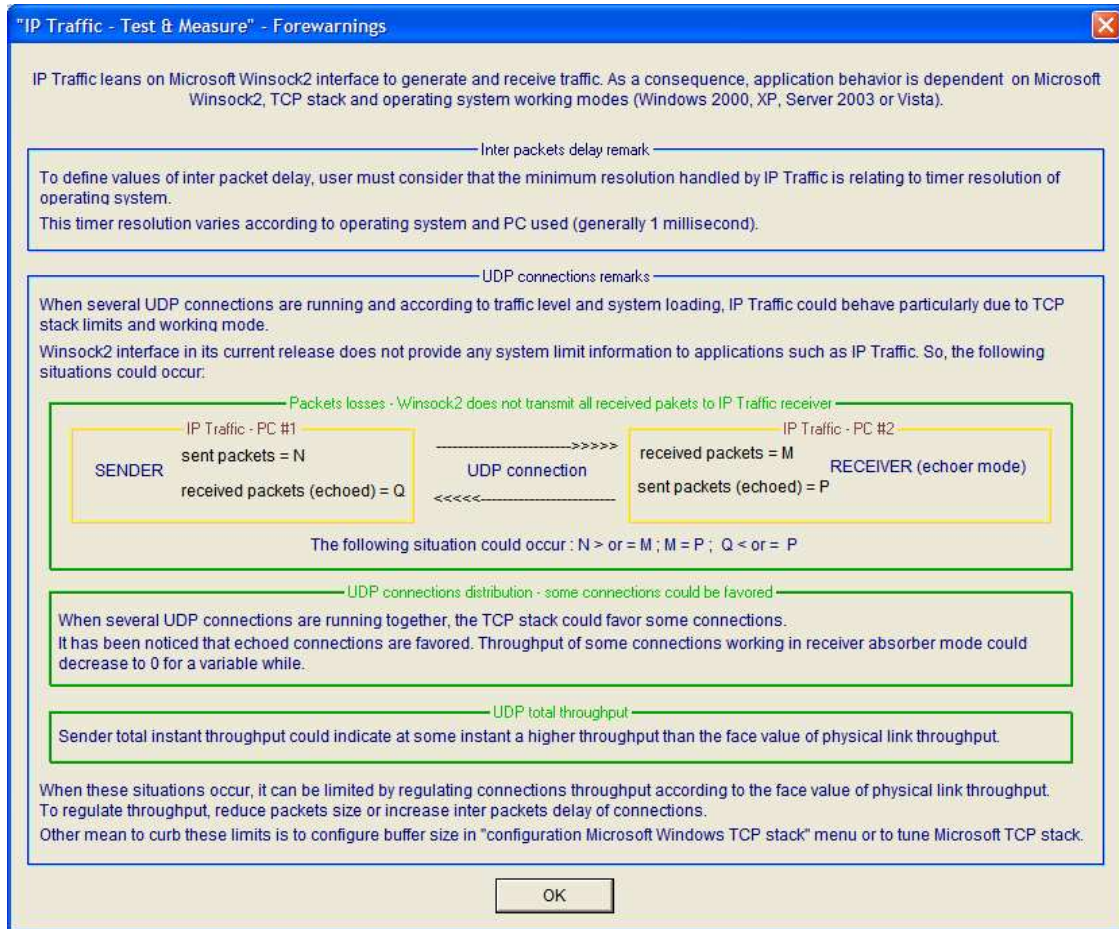 "IP Traffic - Test & Measure" - Forewarnings
IP Traffic leans on Microsoft Winsock2 interface to generate and receive traffic. As a consequence, application behavior is dependent on Microsoft
Winsock2, TCP stack and operating system working modes (Windows 2000, XP, Server 2003 or Vista).
Inter packets delay remark
To define values of inter packet delay, user must consider that the minimum resolution handled by IP Traffic is relating to timer resolution of
operating system.
This timer resolution varies according to operating system and PC used (generally 1 millisecond).
UDP connections remarks
When several UDP connections are running and according to traffic level and system loading, IP Traffic could behave particularly due to TCP
stack limits and working mode.
Winsock2 interface in its current release does not provide any system limit information to applications such as IP Traffic. So, the following
situations could occur:
Packets losses - Winsock2 does not transmit all received pakets to IP Traffic receiver
IP Traffic - PC #1
SENDER
sent packets = N
received packets (echoed) = Q
-------------------------->>>>>
UDP connection
<<<<<--------------------------
IP Traffic - PC #2
received packets = M
RECEIVER (echoer mode)
sent packets (echoed) = P
The following situation could occur : N > or = M ; M = P ; Q < or = P
UDP connections distribution - some connections could be favored
When several UDP connections are running together, the TCP stack could favor some connections.
It has been noticed that echoed connections are favored. Throughput of some connections working in receiver absorber mode could
decrease to 0 for a variable while.
UDP total throughput
Sender total instant throughput could indicate at some instant a higher throughput than the face value of physical link throughput.
When these situations occur, it can be limited by regulating connections throughput according to the face value of physical link throughput.
To regulate throughput, reduce packets size or increase inter packets delay of connections.
Other mean to curb these limits is to configure buffer size in "configuration Microsoft Windows TCP stack" menu or to tune Microsoft TCP stack.
OK